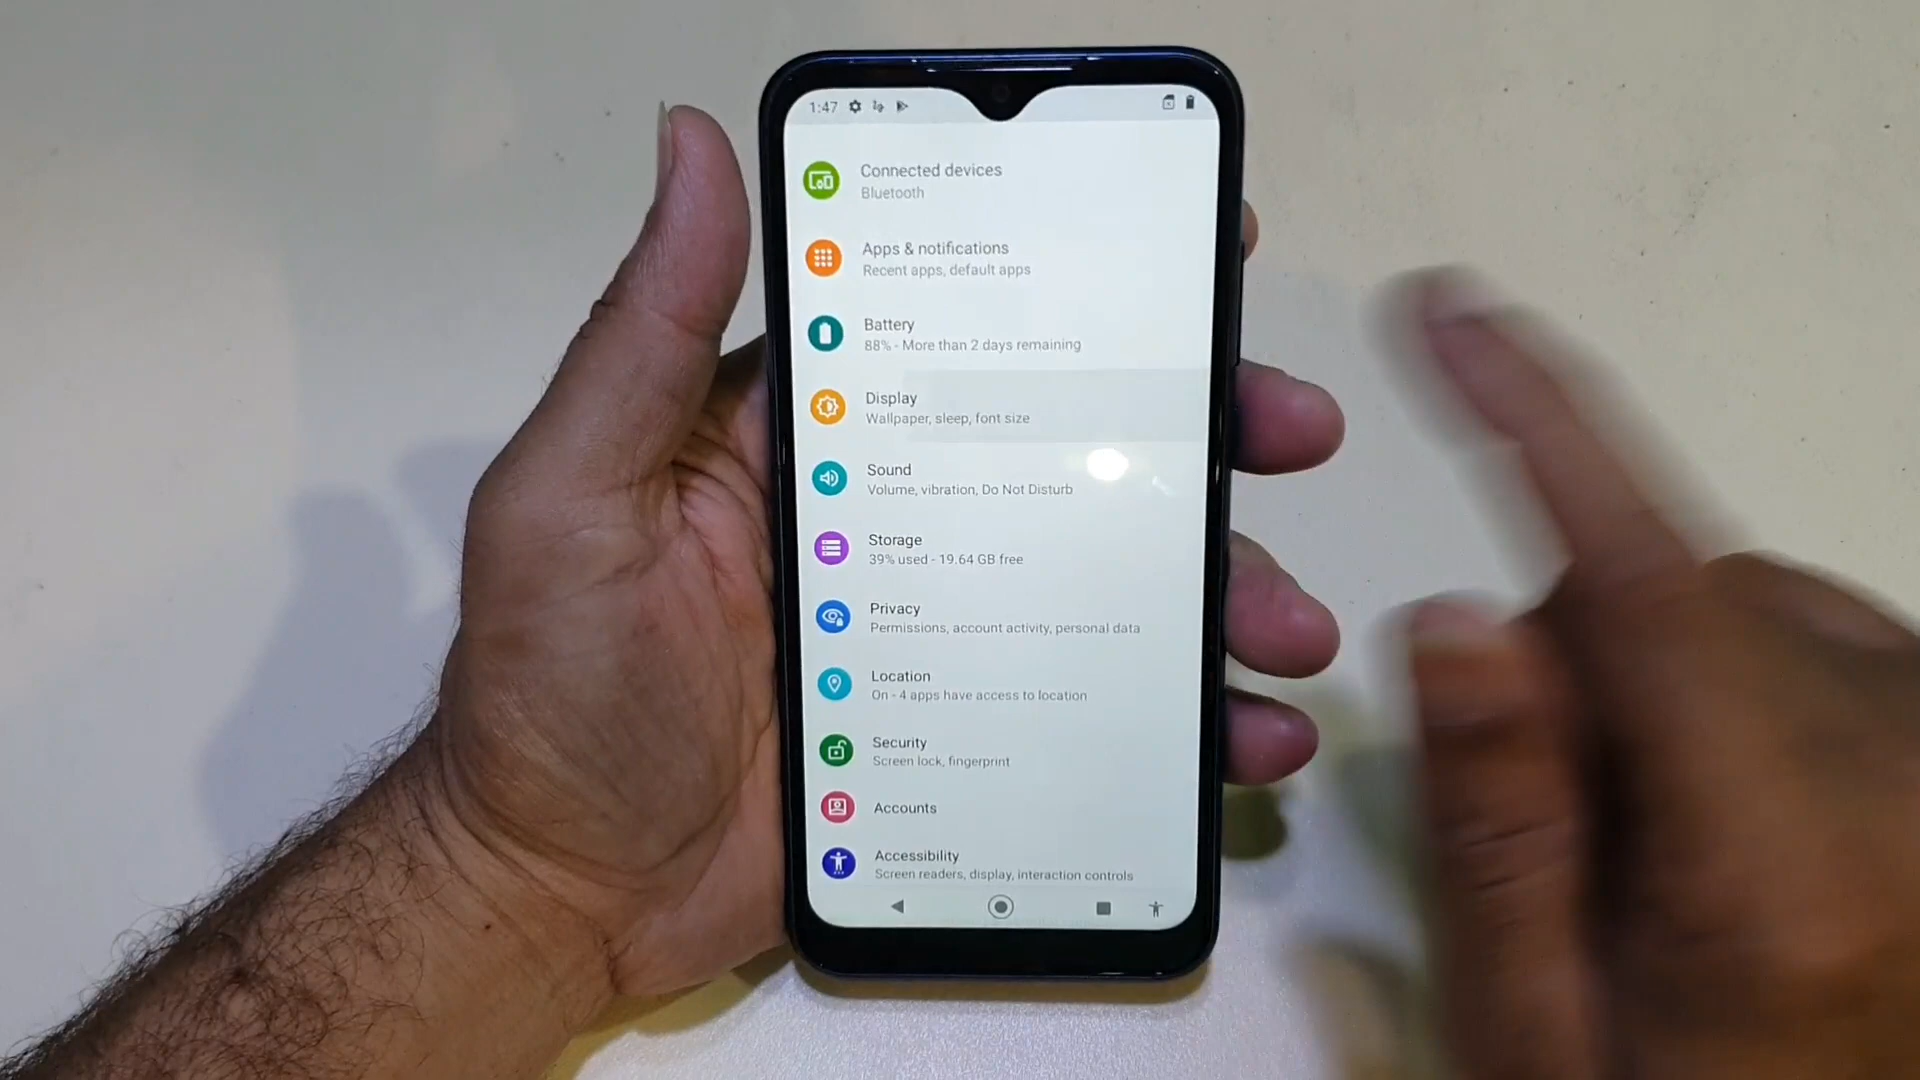 1:47
Connected devices
Bluetooth
Apps & notifications
Recent apps, default apps
Battery
88% - More than 2 days remaining
Display
Wallpaper, sleep, font size
Sound
Volume, vibration, Do Not Disturb
Storage
39% used - 19.64 GB free
Privacy
Permissions, account activity, personal data
Location
On - 4 apps have access to location
Security
Screen lock, fingerprint
Accounts
Accessibility
Screen readers, display, interaction controls